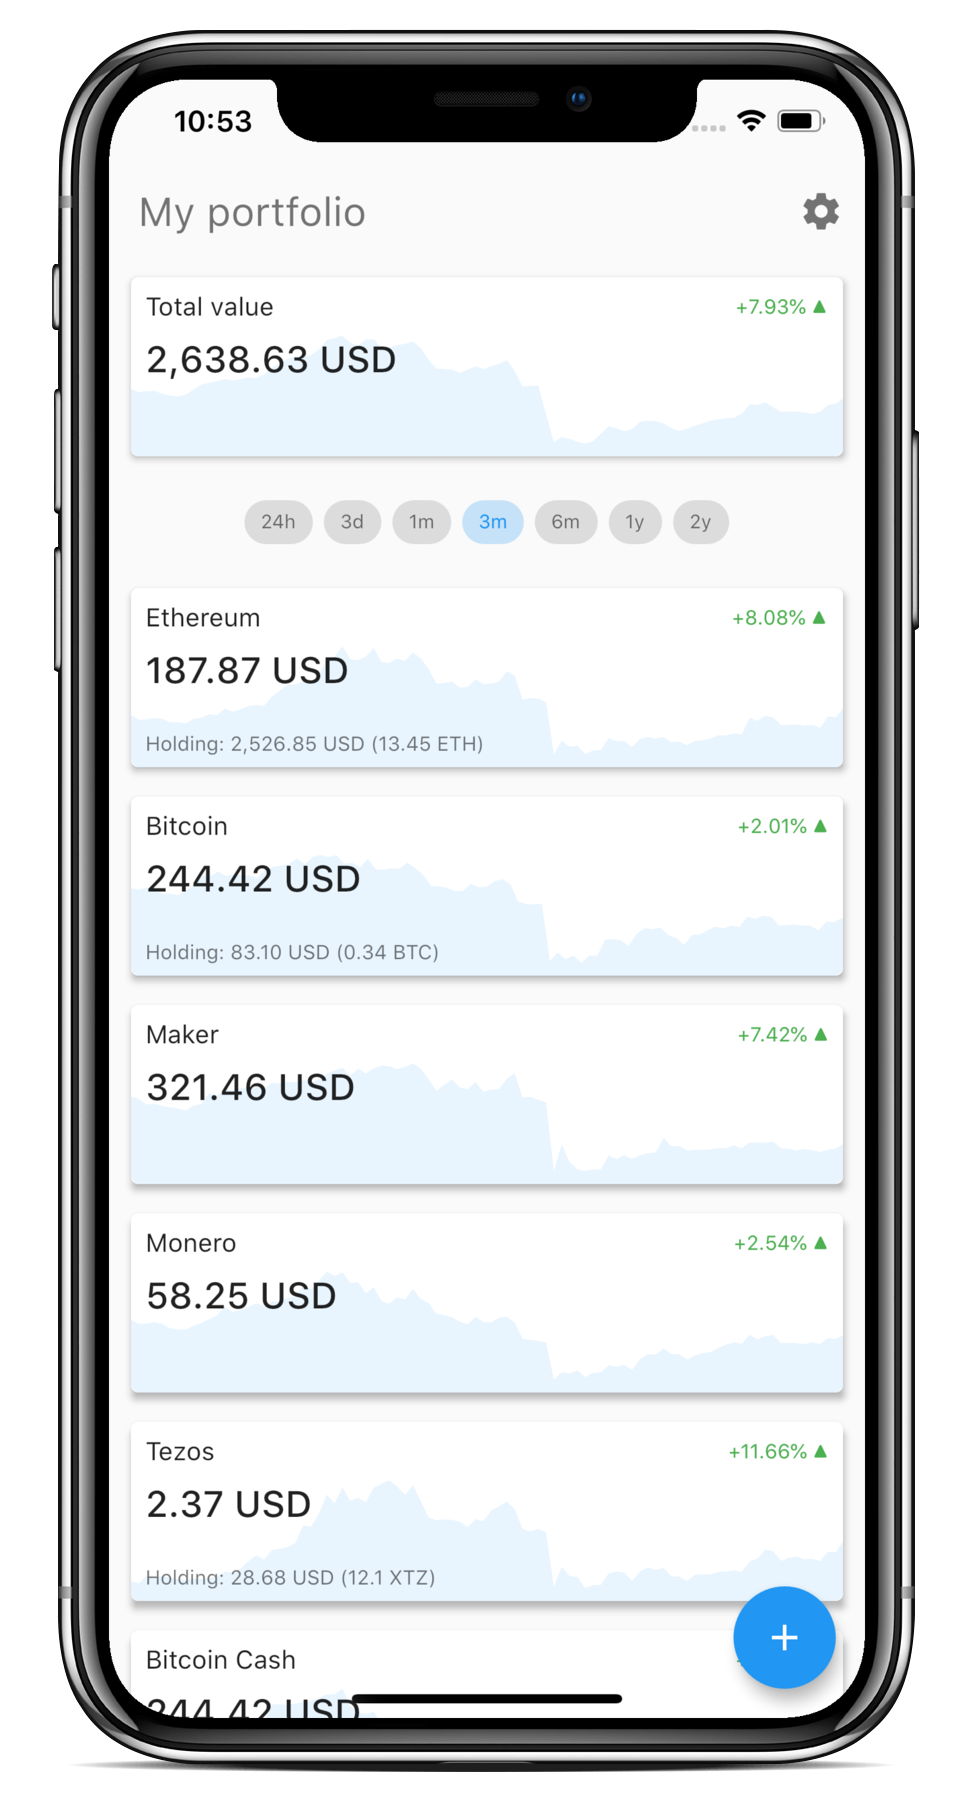 10:53
My portfolio
Total value
+7.93% ▲
2,638.63 USD
24h 3d 1m 3m 6m 1y 2y
Ethereum
+8.08% ▲
187.87 USD
Holding: 2,526.85 USD (13.45 ETH)
Bitcoin
+2.01% ▲
244.42 USD
Holding: 83.10 USD (0.34 BTC)
Maker
+7.42% ▲
321.46 USD
Monero
+2.54% ▲
58.25 USD
Tezos
+11.66% ▲
2.37 USD
Holding: 28.68 USD (12.1 XTZ)
+
Bitcoin Cash
244.42 USD